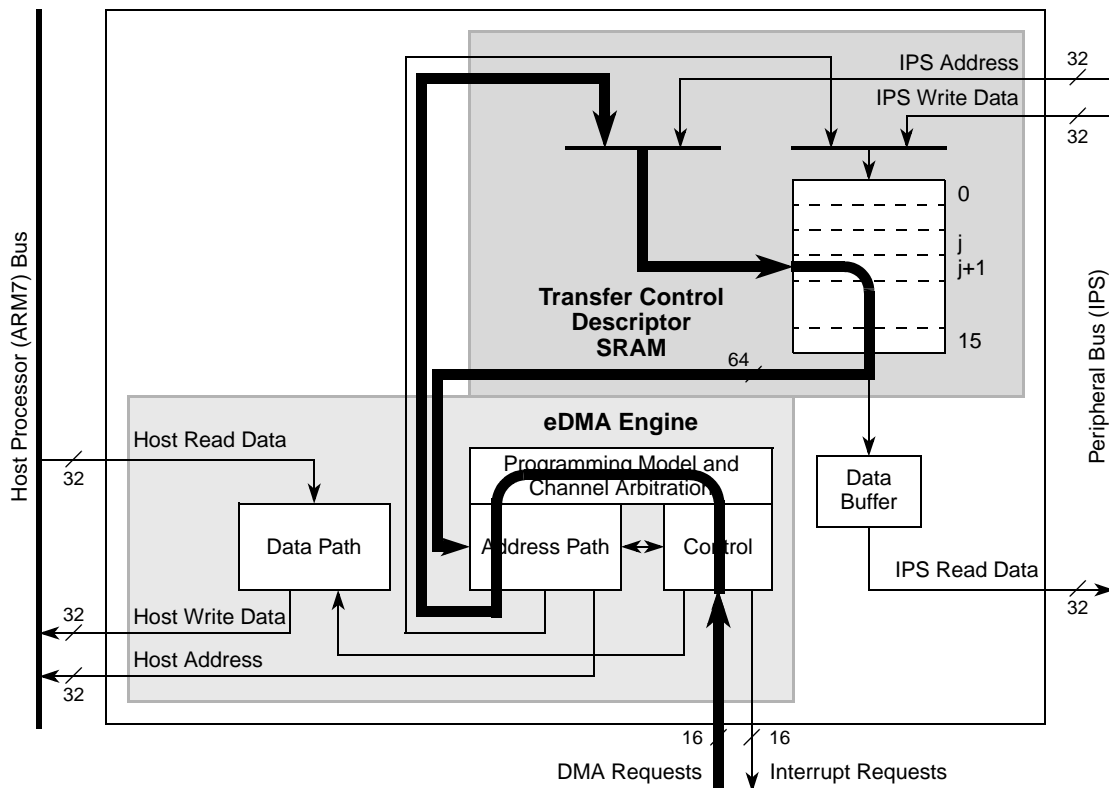 32
IPS Address
IPS Write Data
32
0
j
j+1
15
Transfer Control
Descriptor
SRAM
64
Host Processor (ARM7) Bus
Peripheral Bus (IPS)
eDMA Engine
Host Read Data
32
Programming Model and
Channel Arbitration
Data
Buffer
Data Path
Address Path
Control
IPS Read Data
32
32
Host Write Data
Host Address
32
16
16
DMA Requests
Interrupt Requests